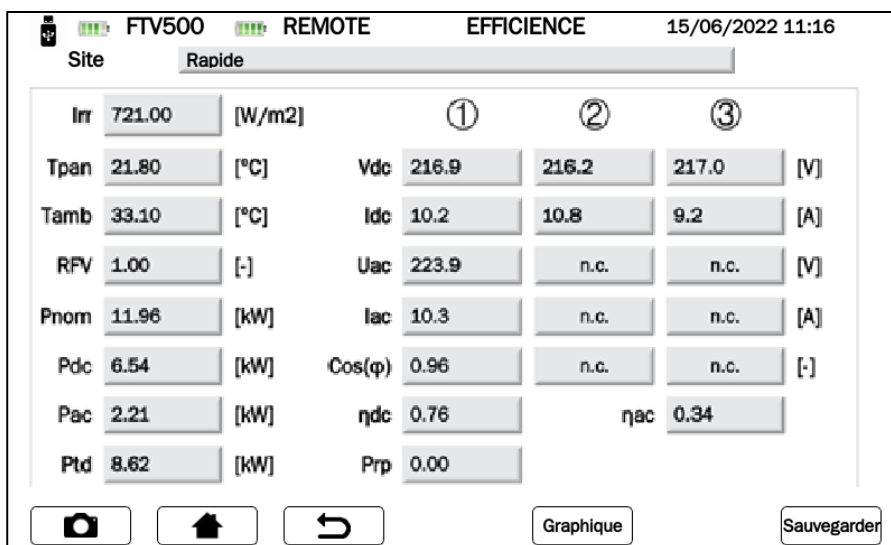 FTV500 REMOTE EFFICIENCE 15/06/2022 11:16
Site Rapide
Irr 721.00 [W/m2] ① ② ③
Tpan 21.80 [°C] Vdc 216.9 216.2 217.0 [V]
Tamb 33.10 [°C] Idc 10.2 10.8 9.2 [A]
RFV 1.00 [-] Uac 223.9 n.c. n.c. [V]
Pnom 11.96 [kW] Iac 10.3 n.c. n.c. [A]
Pdc 6.54 [kW] Cos(φ) 0.96 n.c. n.c. [-]
Pac 2.21 [kW] ηdc 0.76 ηac 0.34
Ptd 8.62 [kW] Prp 0.00
Graphique Sauvegarder